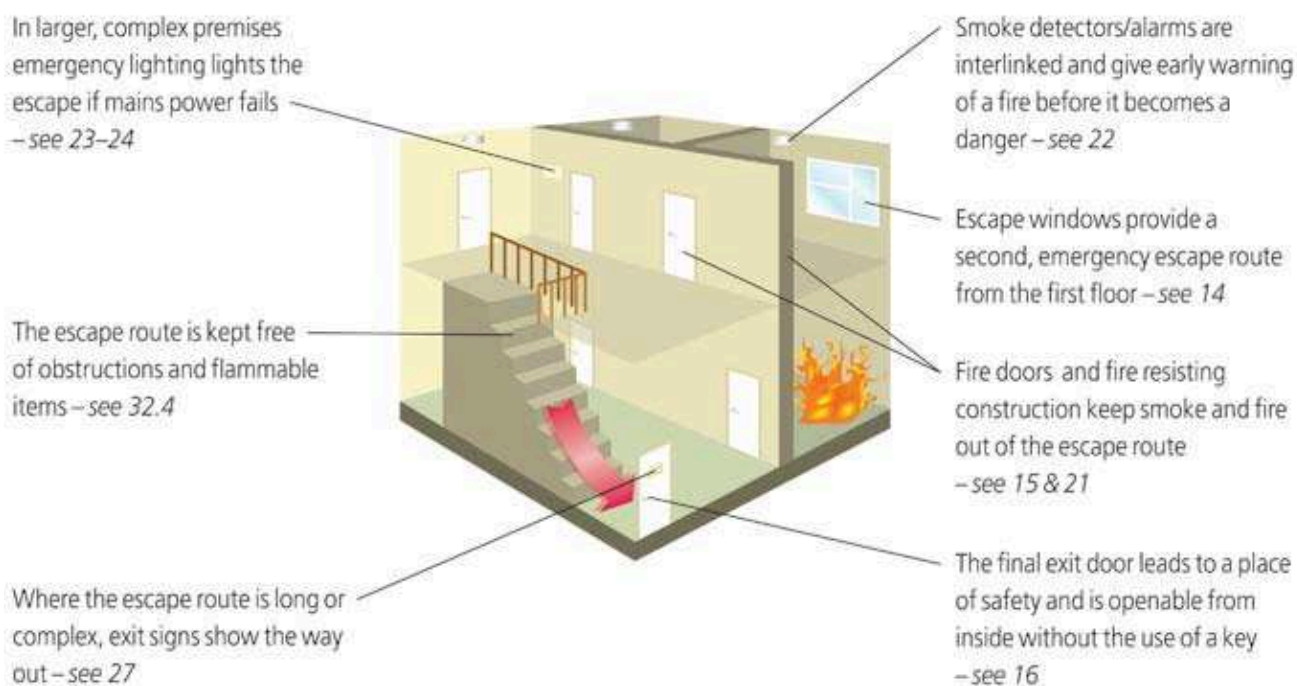 In larger, complex premises
emergency lighting lights the
escape if mains power fails
– see 23–24
The escape route is kept free
of obstructions and flammable
items – see 32.4
Where the escape route is long or
complex, exit signs show the way
out – see 27
Smoke detectors/alarms are
interlinked and give early warning
of a fire before it becomes a
danger – see 22
Escape windows provide a
second, emergency escape route
from the first floor – see 14
Fire doors and fire resisting
construction keep smoke and fire
out of the escape route
– see 15 & 21
The final exit door leads to a place
of safety and is openable from
inside without the use of a key
– see 16